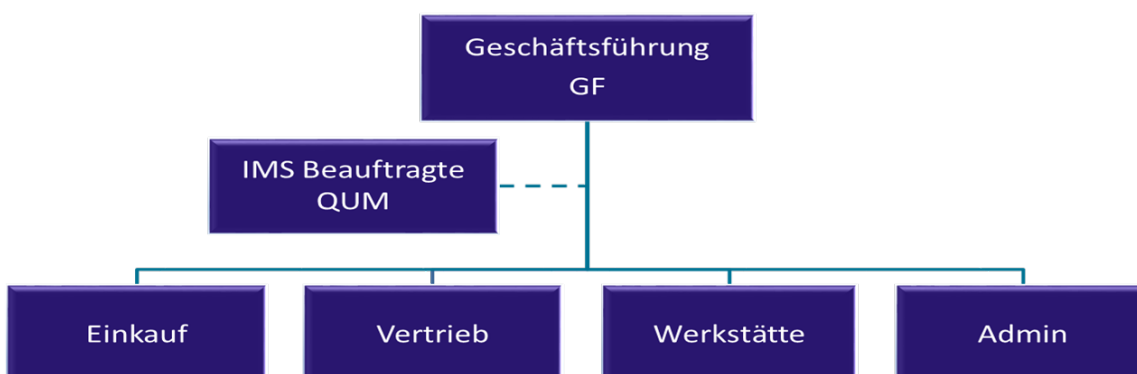 Geschäftsführung
GF
IMS Beauftragte
QUM
Einkauf
Vertrieb
Werkstätte
Admin